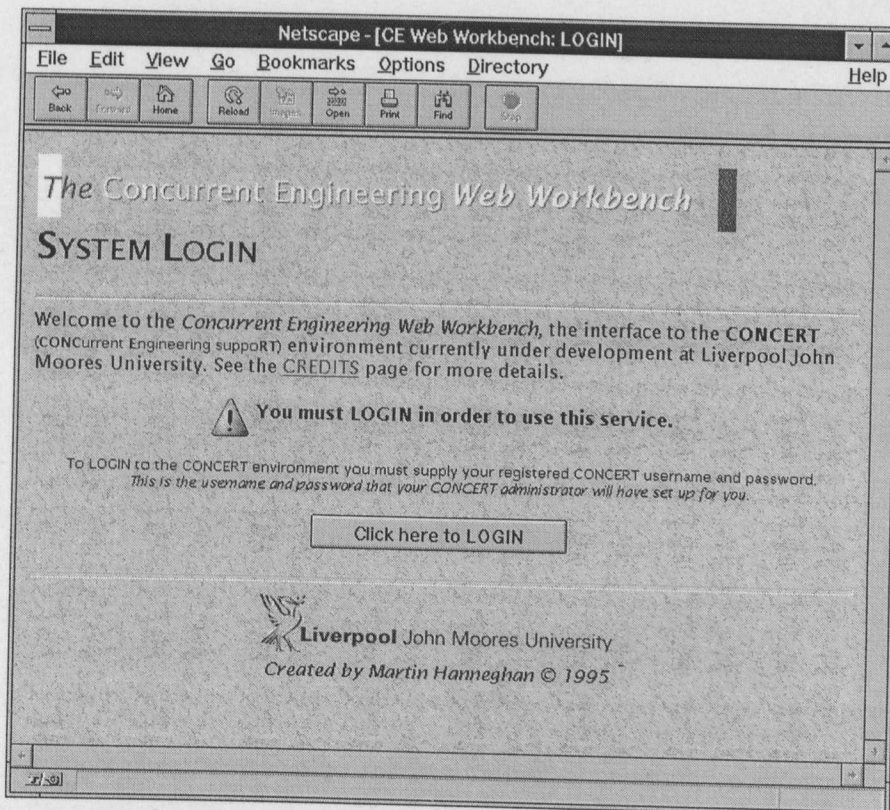 Netscape - [CE Web Workbench: LOGIN]
File Edit View Go Bookmarks Options Directory Help
Back Forward Home Reload Images Open Print Find Stop
The Concurrent Engineering Web Workbench
SYSTEM LOGIN
Welcome to the Concurrent Engineering Web Workbench, the interface to the CONCERT
(CONCurrent Engineering suppoRT) environment currently under development at Liverpool John
Moores University. See the CREDITS page for more details.
You must LOGIN in order to use this service.
To LOGIN to the CONCERT environment you must supply your registered CONCERT username and password.
This is the username and password that your CONCERT administrator will have set up for you.
Click here to LOGIN
Liverpool John Moores University
Created by Martin Hanneghan © 1995